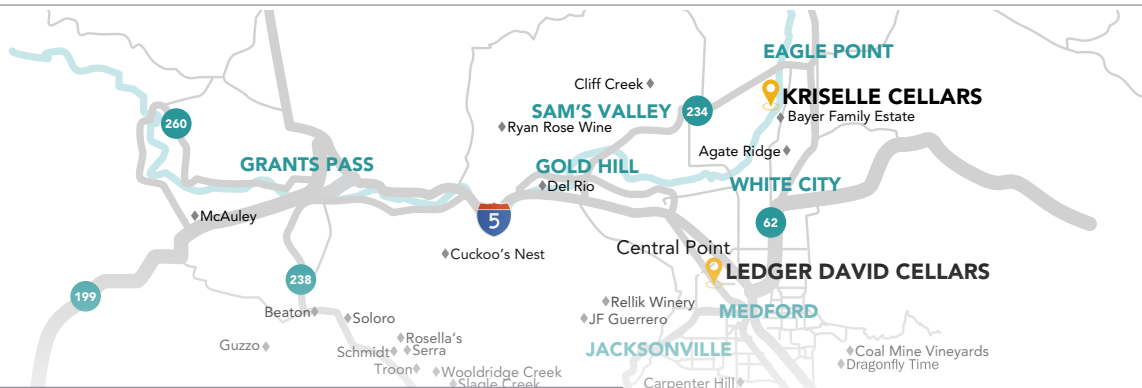 EAGLE POINT
Cliff Creek
KRISELLE CELLARS
SAM'S VALLEY
234
Bayer Family Estate
260
Ryan Rose Wine
Agate Ridge
GRANTS PASS
GOLD HILL
Del Rio
WHITE CITY
McAuley
5
62
Cuckoo's Nest
Central Point
LEDGER DAVID CELLARS
238
199
Rellik Winery
Beaton
Soloro
JF Guerrero
MEDFORD
Rosella's
Guzzo
Schmidt
Serra
JACKSONVILLE
Coal Mine Vineyards
Troon
Wooldridge Creek
Dragonfly Time
Slagle Creek
Carpenter Hill